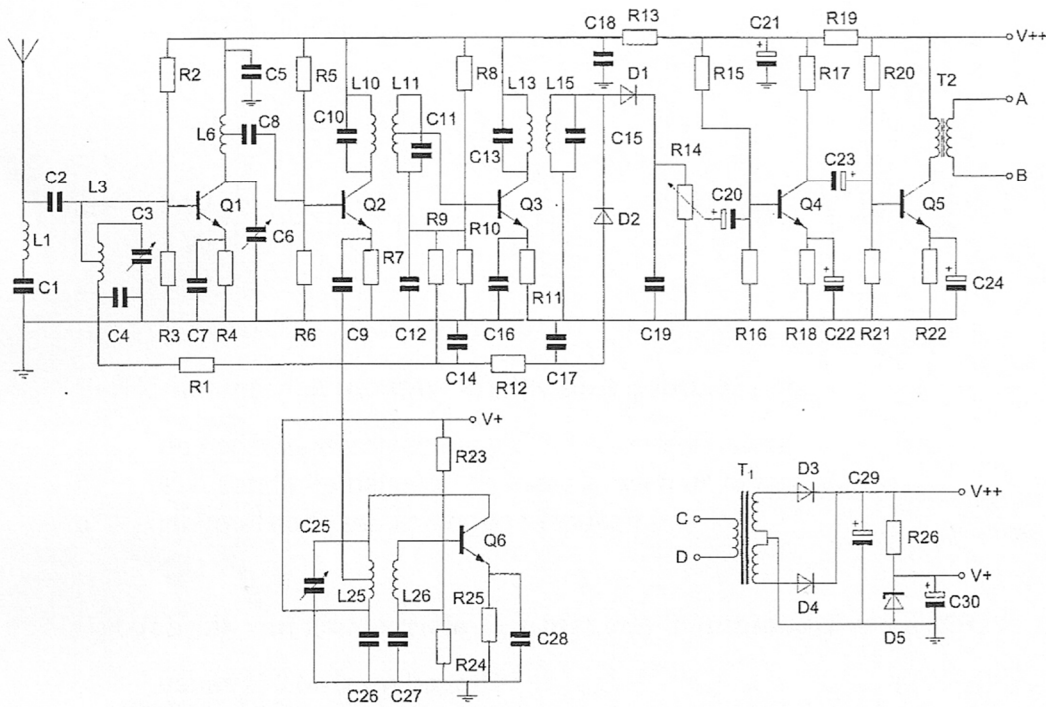 C18 R13 C21 R19
V++
R2 C5 R5 L10 L11 R8 L13 L15 D1 R15 R17 R20 T2
A
C8 C10 C11 C15
L6 C13 R14
C2 L3 C23
B
C3 Q1 Q2 Q3 C20 Q4 Q5
L1 C6 R9 R10 D2
R7
C1 R11 C24
C4 R3 C7 R4 R6 C9 C12 C16 C19 R16 R18 C22 R21 R22
R1 C14 R12 C17
V+
R23
T1 D3 C29
V++
C25 Q6 C
R26
D
V+
L25 L26 R25 D4 C30
C28 D5
R24
C26 C27